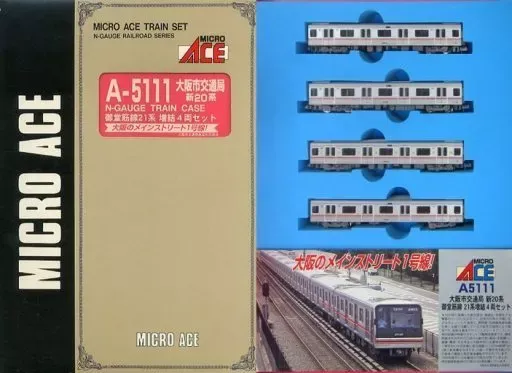 MICRO ACE
MICRO ACE TRAIN SET
N-GAUGE RAILROAD SERIES
MICRO
ACE
A-5111 大阪市交通局
新20系
N-GAUGE TRAIN CASE
御堂筋線21系 増結4両セット
大阪のメインストリート1号線!
MICRO ACE
大阪のメインストリート1号線!
MICRO
ACE
A5111
大阪市交通局 新20系
御堂筋線 21系増結4両セット